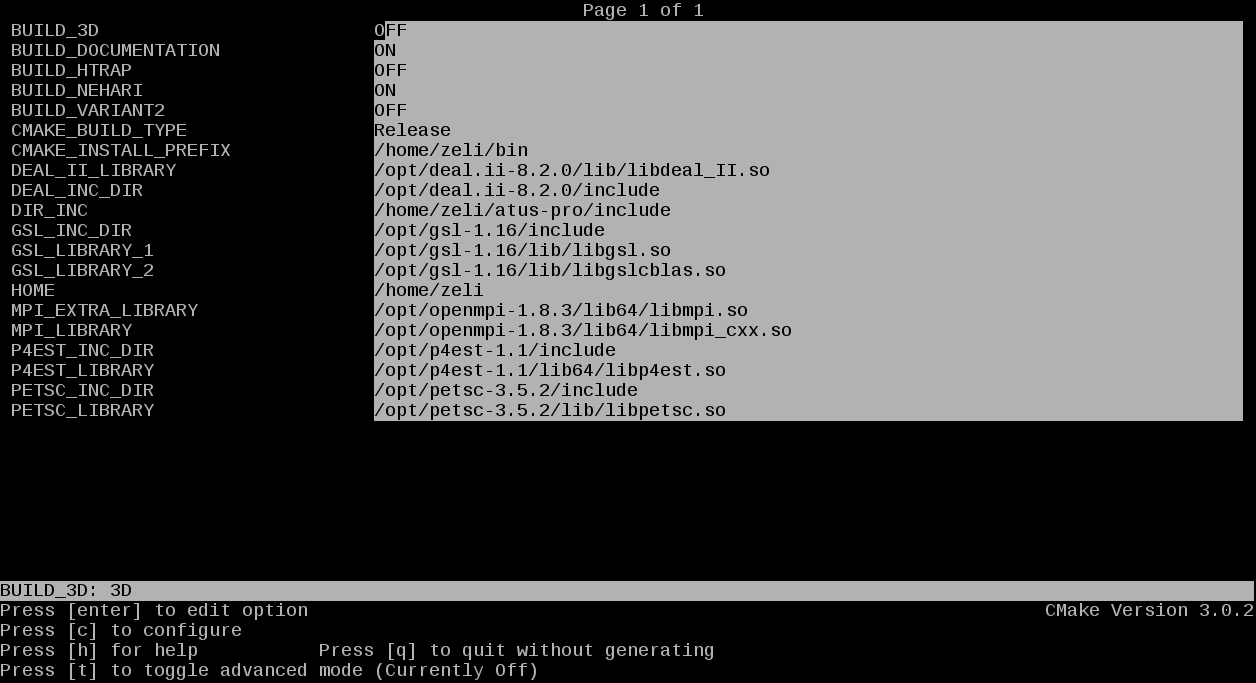 Page 1 of 1
BUILD_3D OFF
BUILD_DOCUMENTATION ON
BUILD_HTRAP OFF
BUILD_NEHARI ON
BUILD_VARIANT2 OFF
CMAKE_BUILD_TYPE Release
CMAKE_INSTALL_PREFIX /home/zeli/bin
DEAL_II_LIBRARY /opt/deal.ii-8.2.0/lib/libdeal_II.so
DEAL_INC_DIR /opt/deal.ii-8.2.0/include
DIR_INC /home/zeli/atus-pro/include
GSL_INC_DIR /opt/gsl-1.16/include
GSL_LIBRARY_1 /opt/gsl-1.16/lib/libgsl.so
GSL_LIBRARY_2 /opt/gsl-1.16/lib/libgslcblas.so
HOME /home/zeli
MPI_EXTRA_LIBRARY /opt/openmpi-1.8.3/lib64/libmpi.so
MPI_LIBRARY /opt/openmpi-1.8.3/lib64/libmpi_cxx.so
P4EST_INC_DIR /opt/p4est-1.1/include
P4EST_LIBRARY /opt/p4est-1.1/lib64/libp4est.so
PETSC_INC_DIR /opt/petsc-3.5.2/include
PETSC_LIBRARY /opt/petsc-3.5.2/lib/libpetsc.so
BUILD_3D: 3D
Press [enter] to edit option CMake Version 3.0.2
Press [c] to configure
Press [h] for help Press [q] to quit without generating
Press [t] to toggle advanced mode (Currently Off)